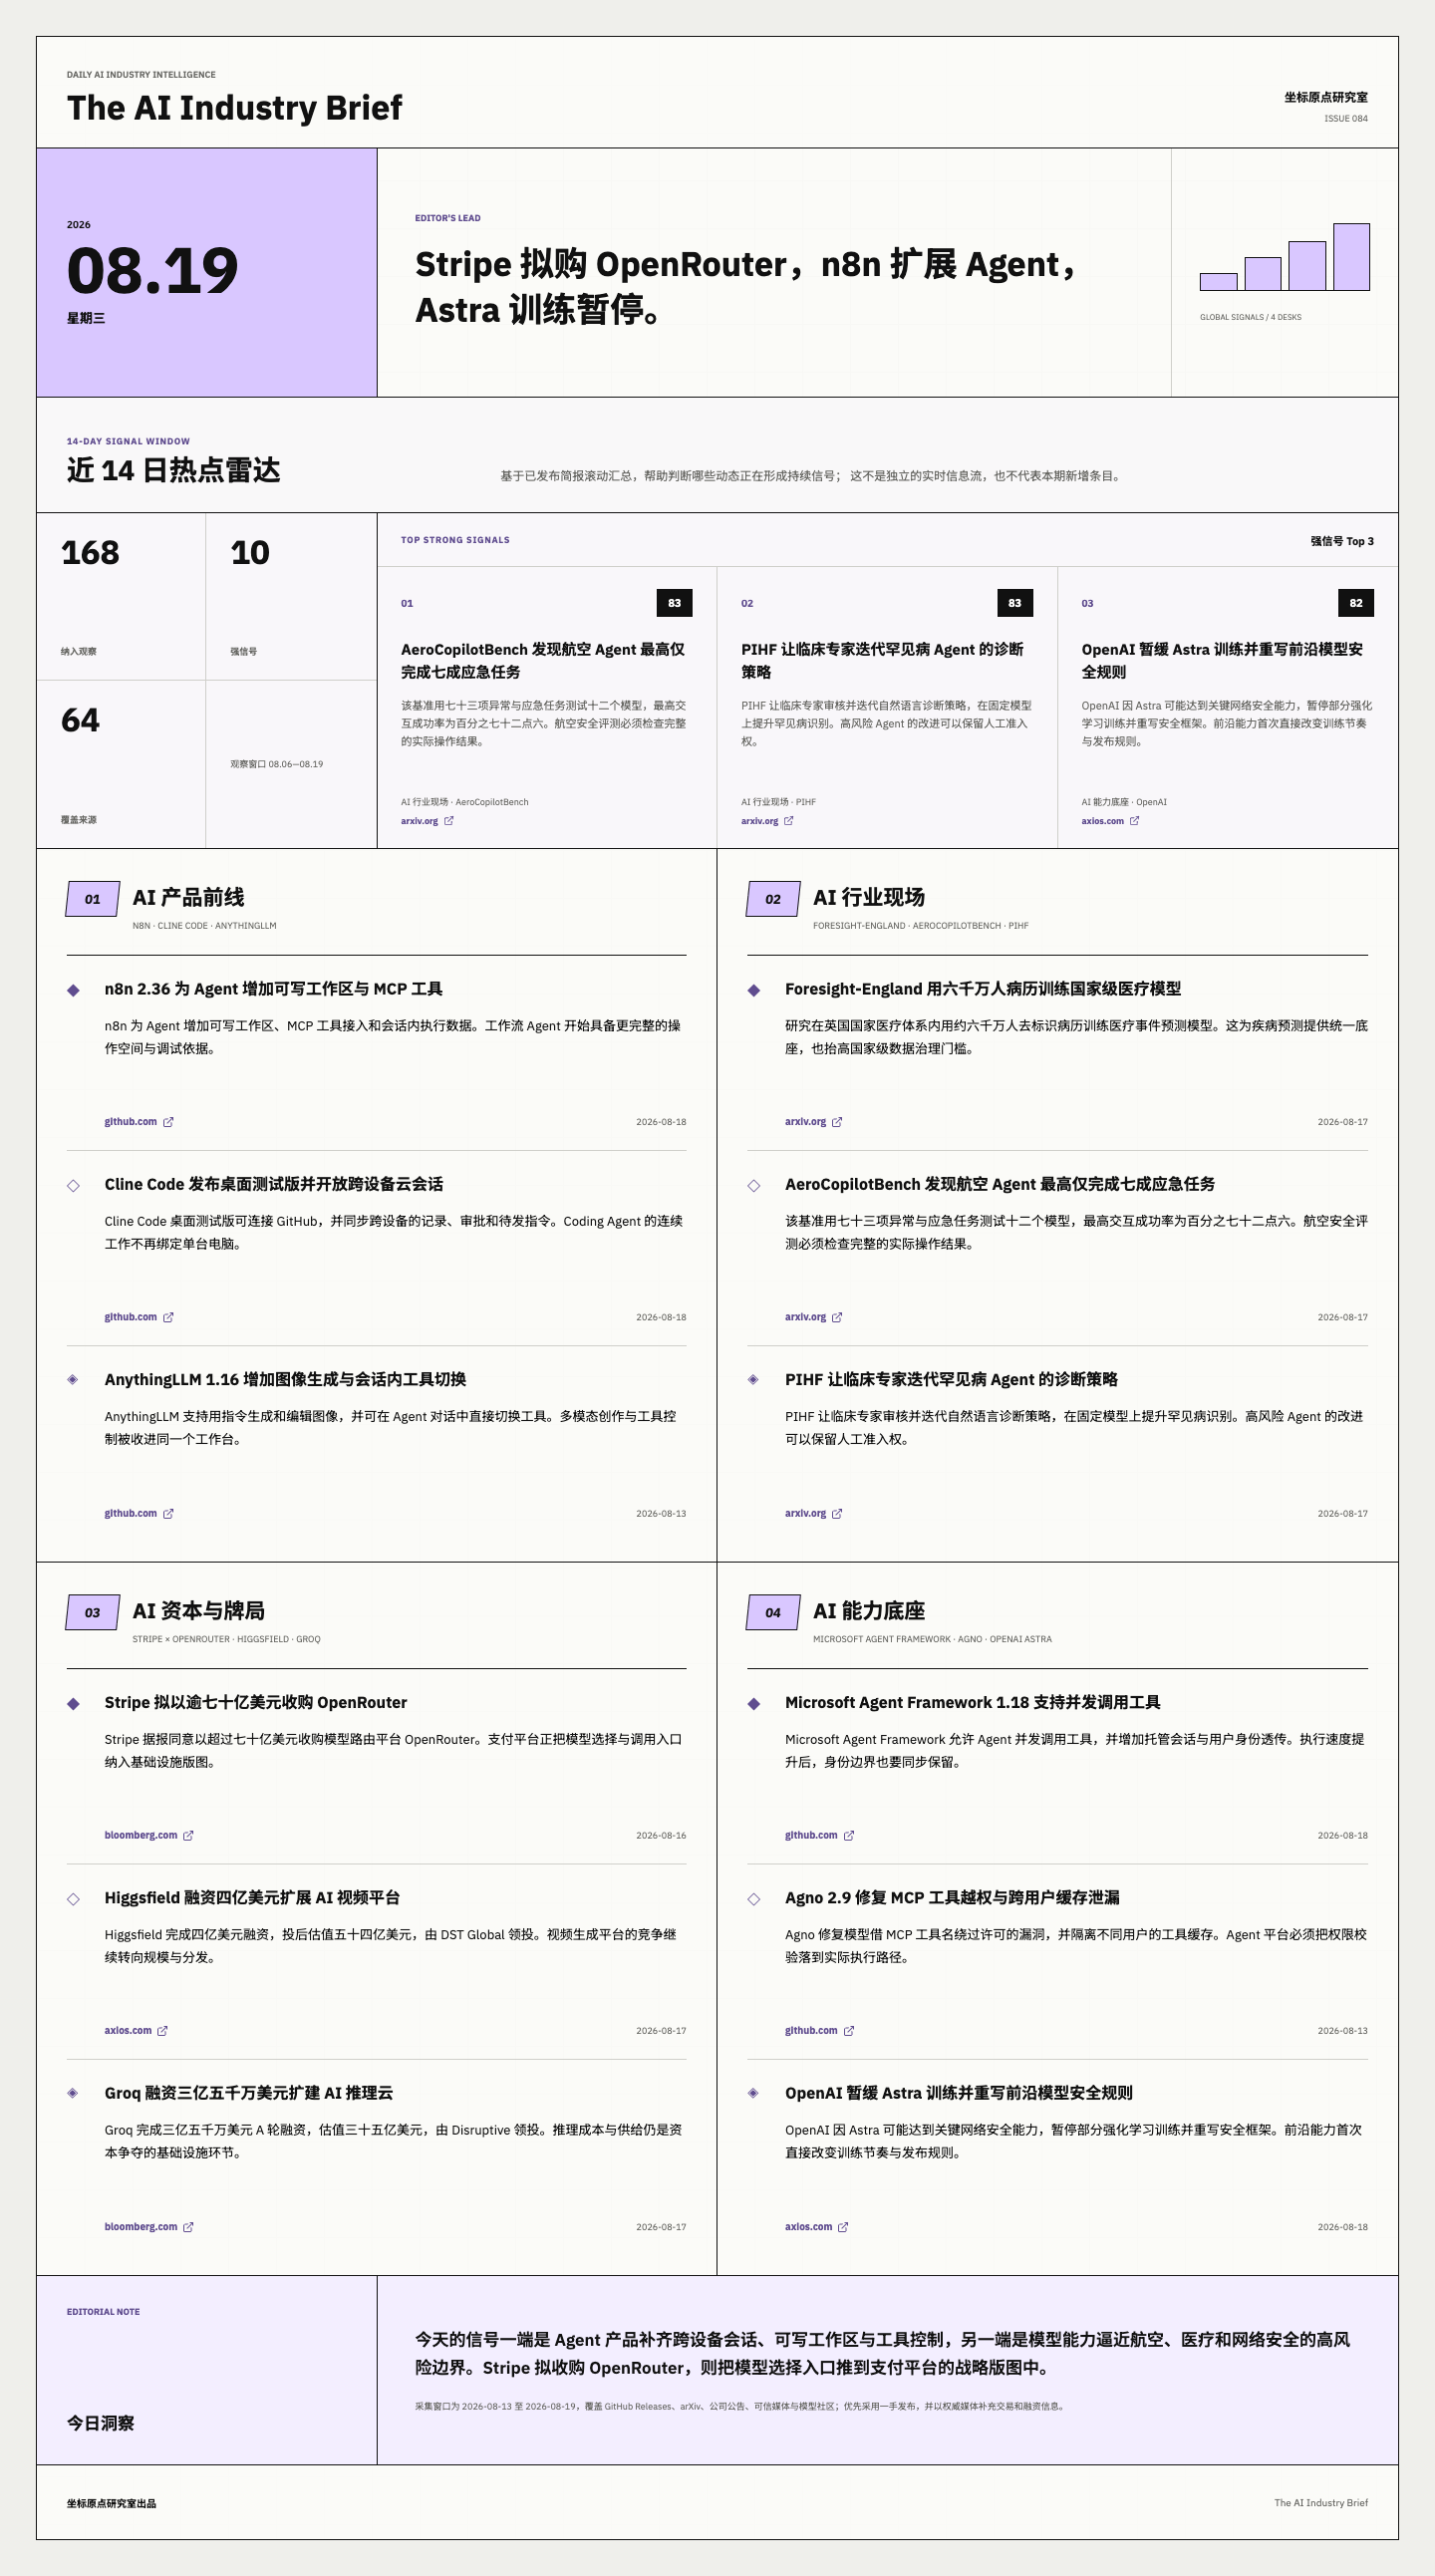 DAILY AI INDUSTRY INTELLIGENCE
The AI Industry Brief
坐标原点研究室
ISSUE 084
2026
08.19
星期三
EDITOR'S LEAD
Stripe 拟购 OpenRouter，n8n 扩展 Agent，
Astra 训练暂停。
GLOBAL SIGNALS / 4 DESKS
14-DAY SIGNAL WINDOW
近 14 日热点雷达
基于已发布简报滚动汇总，帮助判断哪些动态正在形成持续信号； 这不是独立的实时信息流，也不代表本期新增条目。
168
纳入观察
10
强信号
64
覆盖来源
观察窗口 08.06—08.19
TOP STRONG SIGNALS
强信号 Top 3
01
83
AeroCopilotBench 发现航空 Agent 最高仅
完成七成应急任务
该基准用七十三项异常与应急任务测试十二个模型，最高交
互成功率为百分之七十二点六。航空安全评测必须检查完整
的实际操作结果。
AI 行业现场 · AeroCopilotBench
arxiv.org
02
83
PIHF 让临床专家迭代罕见病 Agent 的诊断
策略
PIHF 让临床专家审核并迭代自然语言诊断策略，在固定模型
上提升罕见病识别。高风险 Agent 的改进可以保留人工准入
权。
AI 行业现场 · PIHF
arxiv.org
03
82
OpenAI 暂缓 Astra 训练并重写前沿模型安
全规则
OpenAI 因 Astra 可能达到关键网络安全能力，暂停部分强化
学习训练并重写安全框架。前沿能力首次直接改变训练节奏
与发布规则。
AI 能力底座 · OpenAI
axios.com
01
AI 产品前线
N8N · CLINE CODE · ANYTHINGLLM
n8n 2.36 为 Agent 增加可写工作区与 MCP 工具
n8n 为 Agent 增加可写工作区、MCP 工具接入和会话内执行数据。工作流 Agent 开始具备更完整的操
作空间与调试依据。
github.com
2026-08-18
Cline Code 发布桌面测试版并开放跨设备云会话
Cline Code 桌面测试版可连接 GitHub，并同步跨设备的记录、审批和待发指令。Coding Agent 的连续
工作不再绑定单台电脑。
github.com
2026-08-18
AnythingLLM 1.16 增加图像生成与会话内工具切换
AnythingLLM 支持用指令生成和编辑图像，并可在 Agent 对话中直接切换工具。多模态创作与工具控
制被收进同一个工作台。
github.com
2026-08-13
02
AI 行业现场
FORESIGHT-ENGLAND · AEROCOPILOTBENCH · PIHF
Foresight-England 用六千万人病历训练国家级医疗模型
研究在英国国家医疗体系内用约六千万人去标识病历训练医疗事件预测模型。这为疾病预测提供统一底
座，也抬高国家级数据治理门槛。
arxiv.org
2026-08-17
AeroCopilotBench 发现航空 Agent 最高仅完成七成应急任务
该基准用七十三项异常与应急任务测试十二个模型，最高交互成功率为百分之七十二点六。航空安全评
测必须检查完整的实际操作结果。
arxiv.org
2026-08-17
PIHF 让临床专家迭代罕见病 Agent 的诊断策略
PIHF 让临床专家审核并迭代自然语言诊断策略，在固定模型上提升罕见病识别。高风险 Agent 的改进
可以保留人工准入权。
arxiv.org
2026-08-17
03
AI 资本与牌局
STRIPE × OPENROUTER · HIGGSFIELD · GROQ
Stripe 拟以逾七十亿美元收购 OpenRouter
Stripe 据报同意以超过七十亿美元收购模型路由平台 OpenRouter。支付平台正把模型选择与调用入口
纳入基础设施版图。
bloomberg.com
2026-08-16
Higgsfield 融资四亿美元扩展 AI 视频平台
Higgsfield 完成四亿美元融资，投后估值五十四亿美元，由 DST Global 领投。视频生成平台的竞争继
续转向规模与分发。
axios.com
2026-08-17
Groq 融资三亿五千万美元扩建 AI 推理云
Groq 完成三亿五千万美元 A 轮融资，估值三十五亿美元，由 Disruptive 领投。推理成本与供给仍是资
本争夺的基础设施环节。
bloomberg.com
2026-08-17
04
AI 能力底座
MICROSOFT AGENT FRAMEWORK · AGNO · OPENAI ASTRA
Microsoft Agent Framework 1.18 支持并发调用工具
Microsoft Agent Framework 允许 Agent 并发调用工具，并增加托管会话与用户身份透传。执行速度提
升后，身份边界也要同步保留。
github.com
2026-08-18
Agno 2.9 修复 MCP 工具越权与跨用户缓存泄漏
Agno 修复模型借 MCP 工具名绕过许可的漏洞，并隔离不同用户的工具缓存。Agent 平台必须把权限校
验落到实际执行路径。
github.com
2026-08-13
OpenAI 暂缓 Astra 训练并重写前沿模型安全规则
OpenAI 因 Astra 可能达到关键网络安全能力，暂停部分强化学习训练并重写安全框架。前沿能力首次
直接改变训练节奏与发布规则。
axios.com
2026-08-18
EDITORIAL NOTE
今日洞察
今天的信号一端是 Agent 产品补齐跨设备会话、可写工作区与工具控制，另一端是模型能力逼近航空、医疗和网络安全的高风
险边界。Stripe 拟收购 OpenRouter，则把模型选择入口推到支付平台的战略版图中。
采集窗口为 2026-08-13 至 2026-08-19，覆盖 GitHub Releases、arXiv、公司公告、可信媒体与模型社区；优先采用一手发布，并以权威媒体补充交易和融资信息。
坐标原点研究室出品
The AI Industry Brief